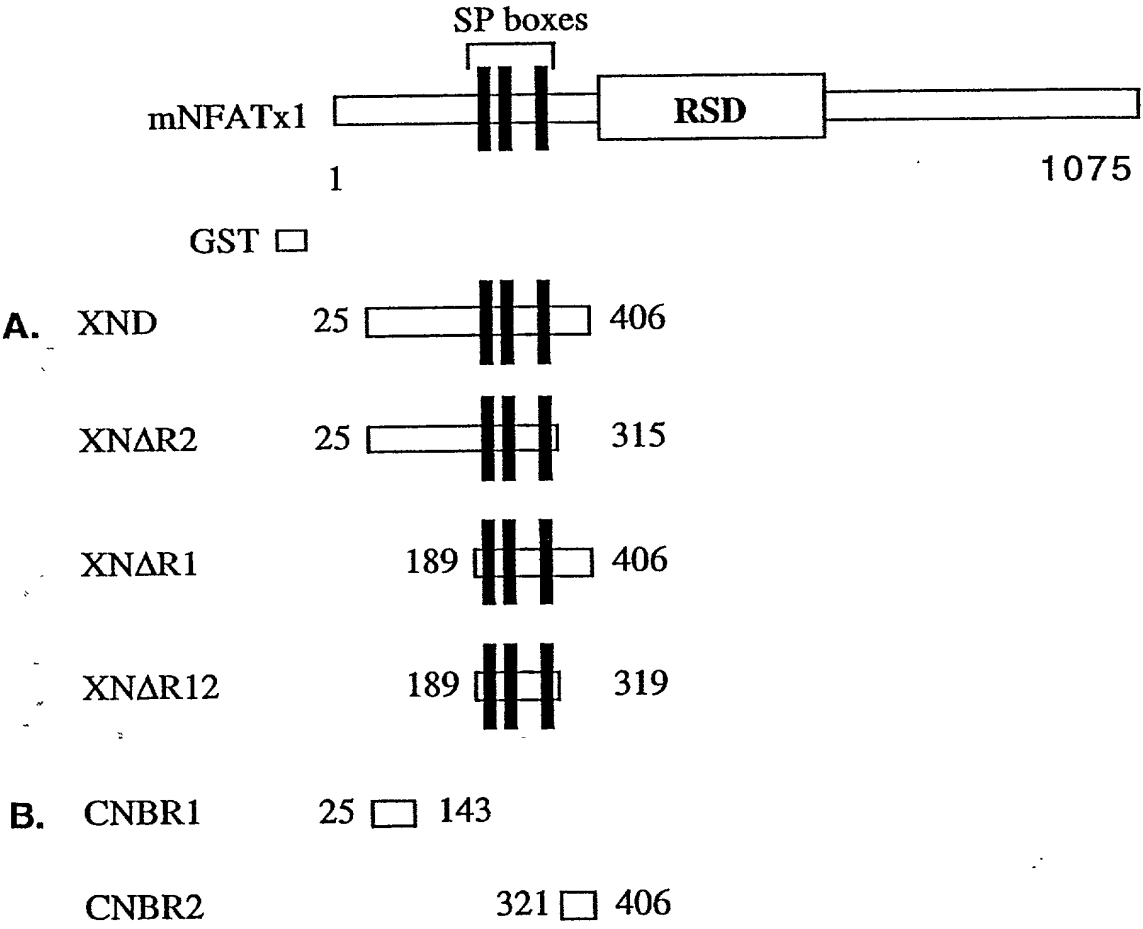 SP boxes
mNFATx1
RSD
1
1075
GST
A. XND 25 406
XNΔR2 25 315
XNΔR1 189 406
XNΔR12 189 319
B. CNBR1 25 143
CNBR2 321 406